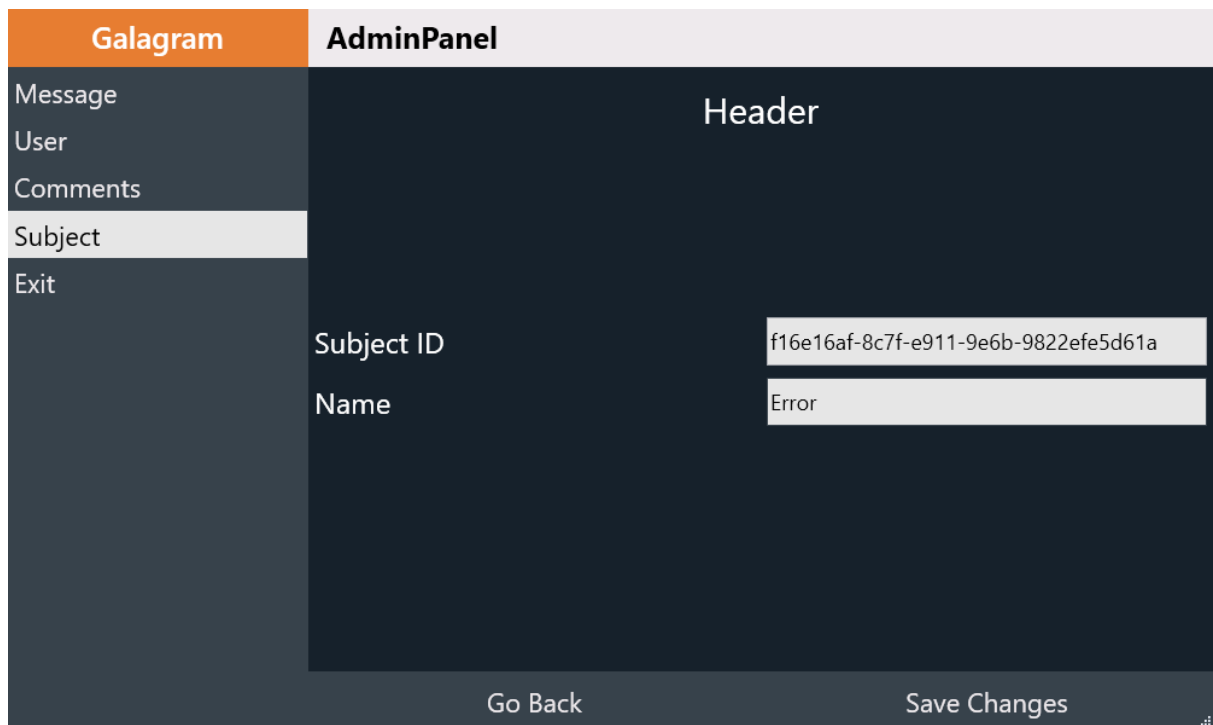 Galagram
AdminPanel
Message
User
Comments
Subject
Exit
Header
Subject ID
f16e16af-8c7f-e911-9e6b-9822efe5d61a
Name
Error
Go Back
Save Changes